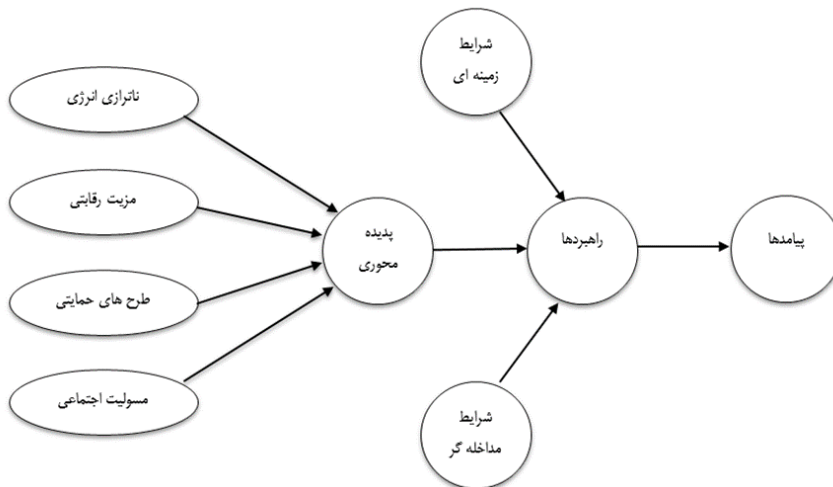 شرایط
زمینه ای
ناترازی انرژی
مزیت رقابتی
طرح های حمایتی
مسولیت اجتماعی
پدیده
محوری
راهبردها
پیامدها
شرایط
مداخله گر